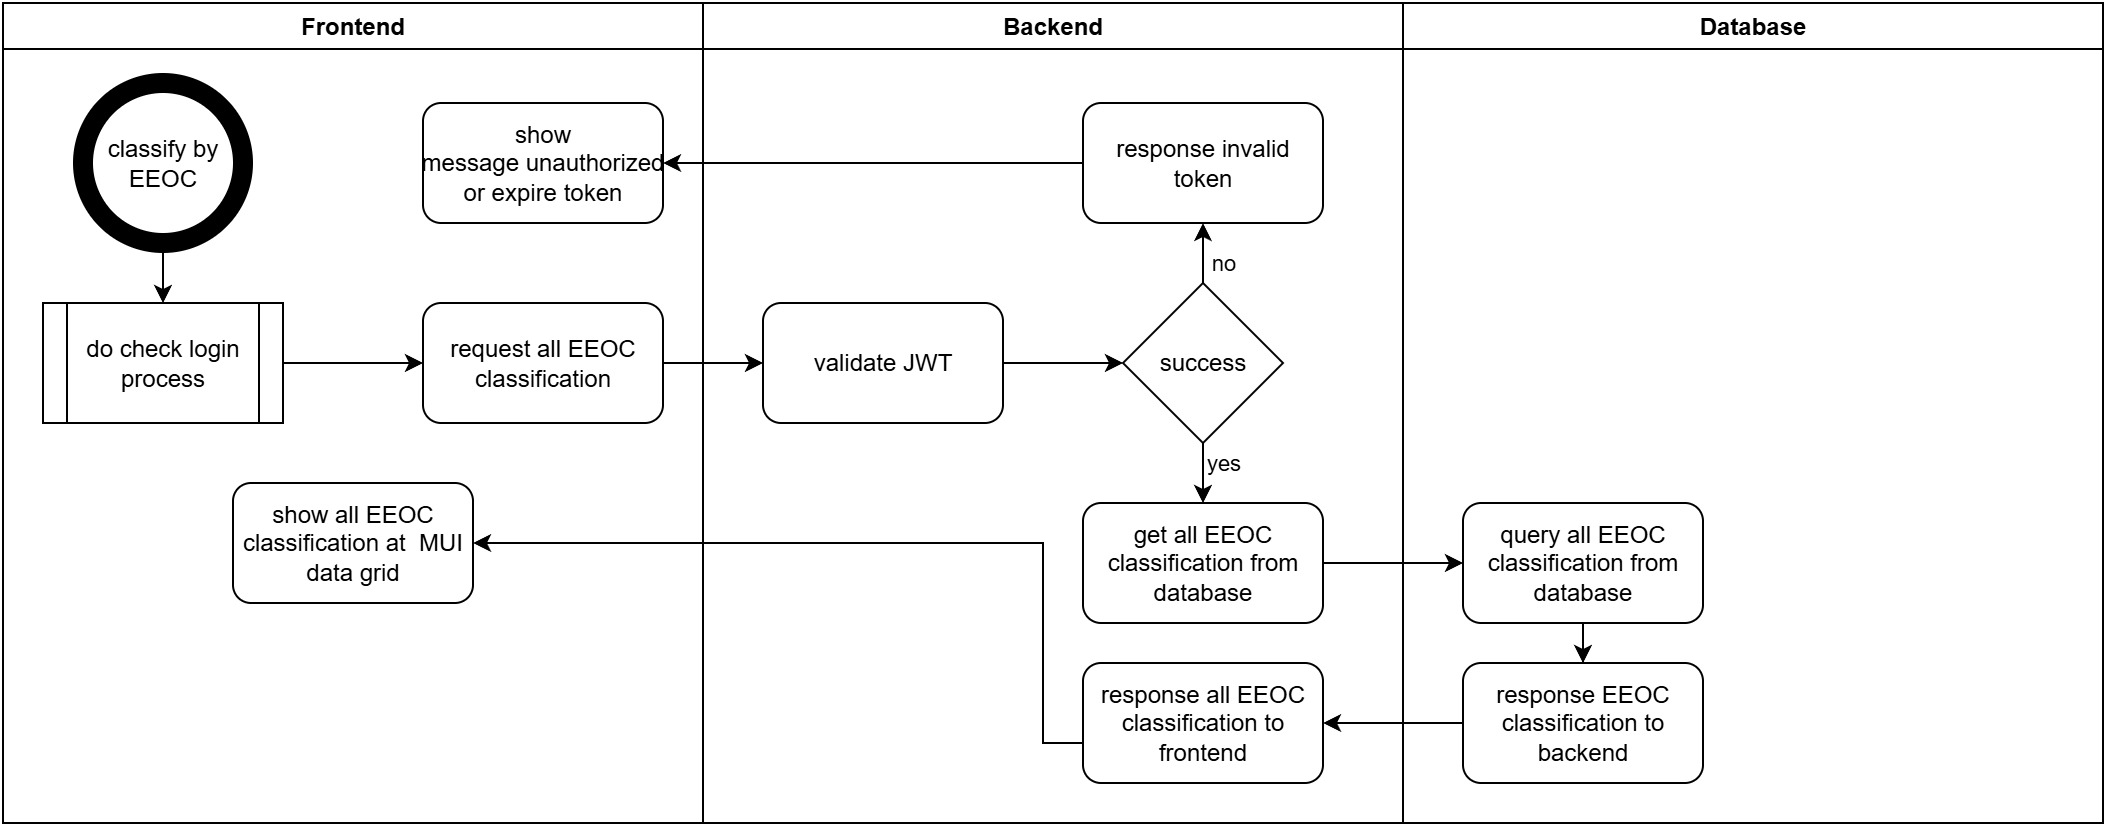 Frontend
Backend
Database
classify by
EEOC
show
message unauthorized
or expire token
response invalid
token
no
do check login
process
request all EEOC
classification
validate JWT
success
yes
show all EEOC
classification at  MUI
data grid
get all EEOC
classification from
database
query all EEOC
classification from
database
response all EEOC
classification to
frontend
response EEOC
classification to
backend